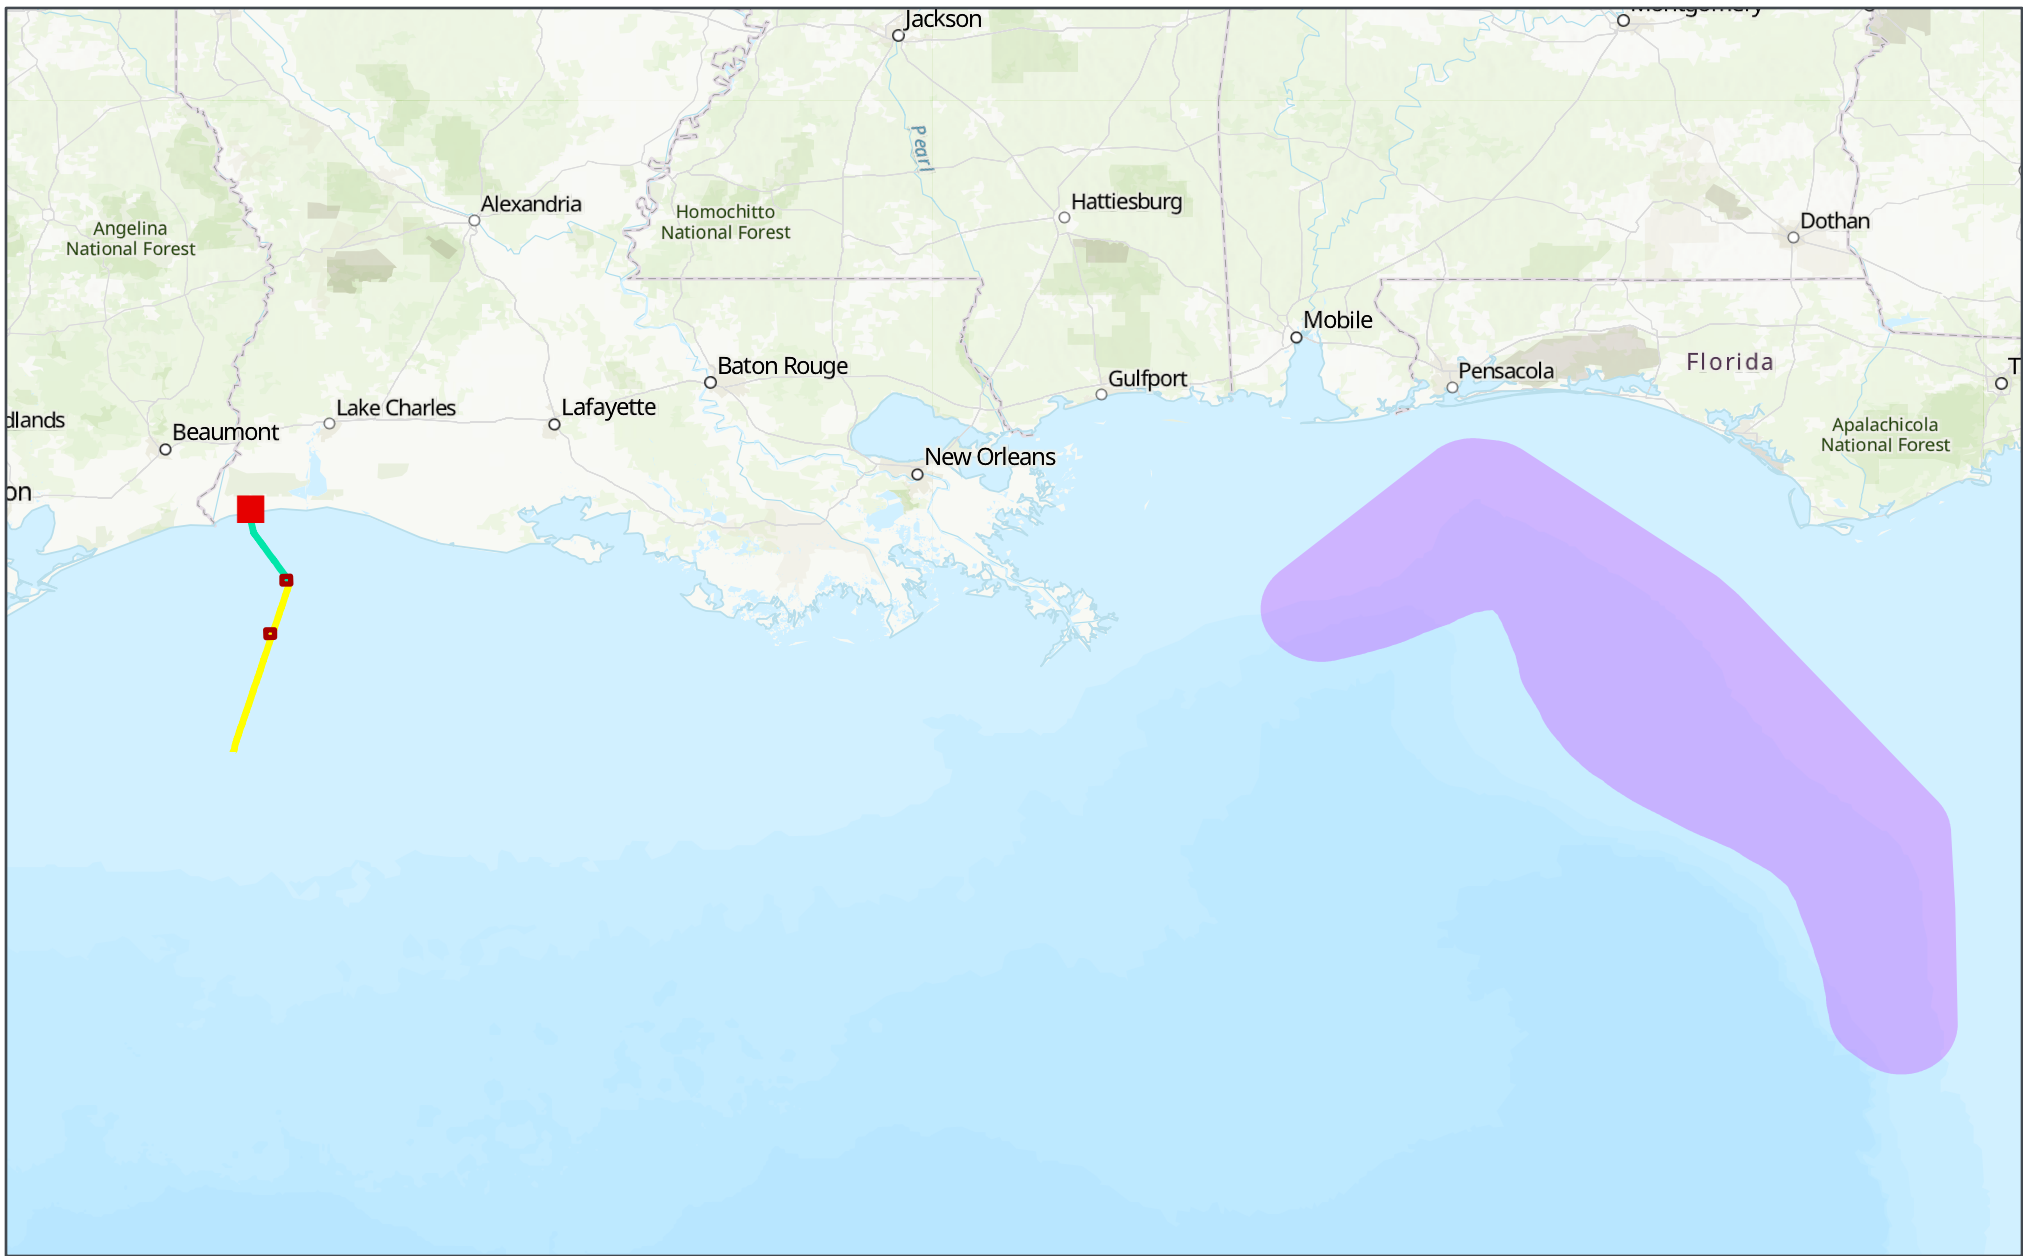 Jackson
Montgomery
Pearl
Alexandria
Homochitto
National Forest
Hattiesburg
Angelina
National Forest
Dothan
Mobile
Baton Rouge
Pensacola
Florida
Gulfport
Lake Charles
Lafayette
dlands
Beaumont
Apalachicola
National Forest
New Orleans
on
T